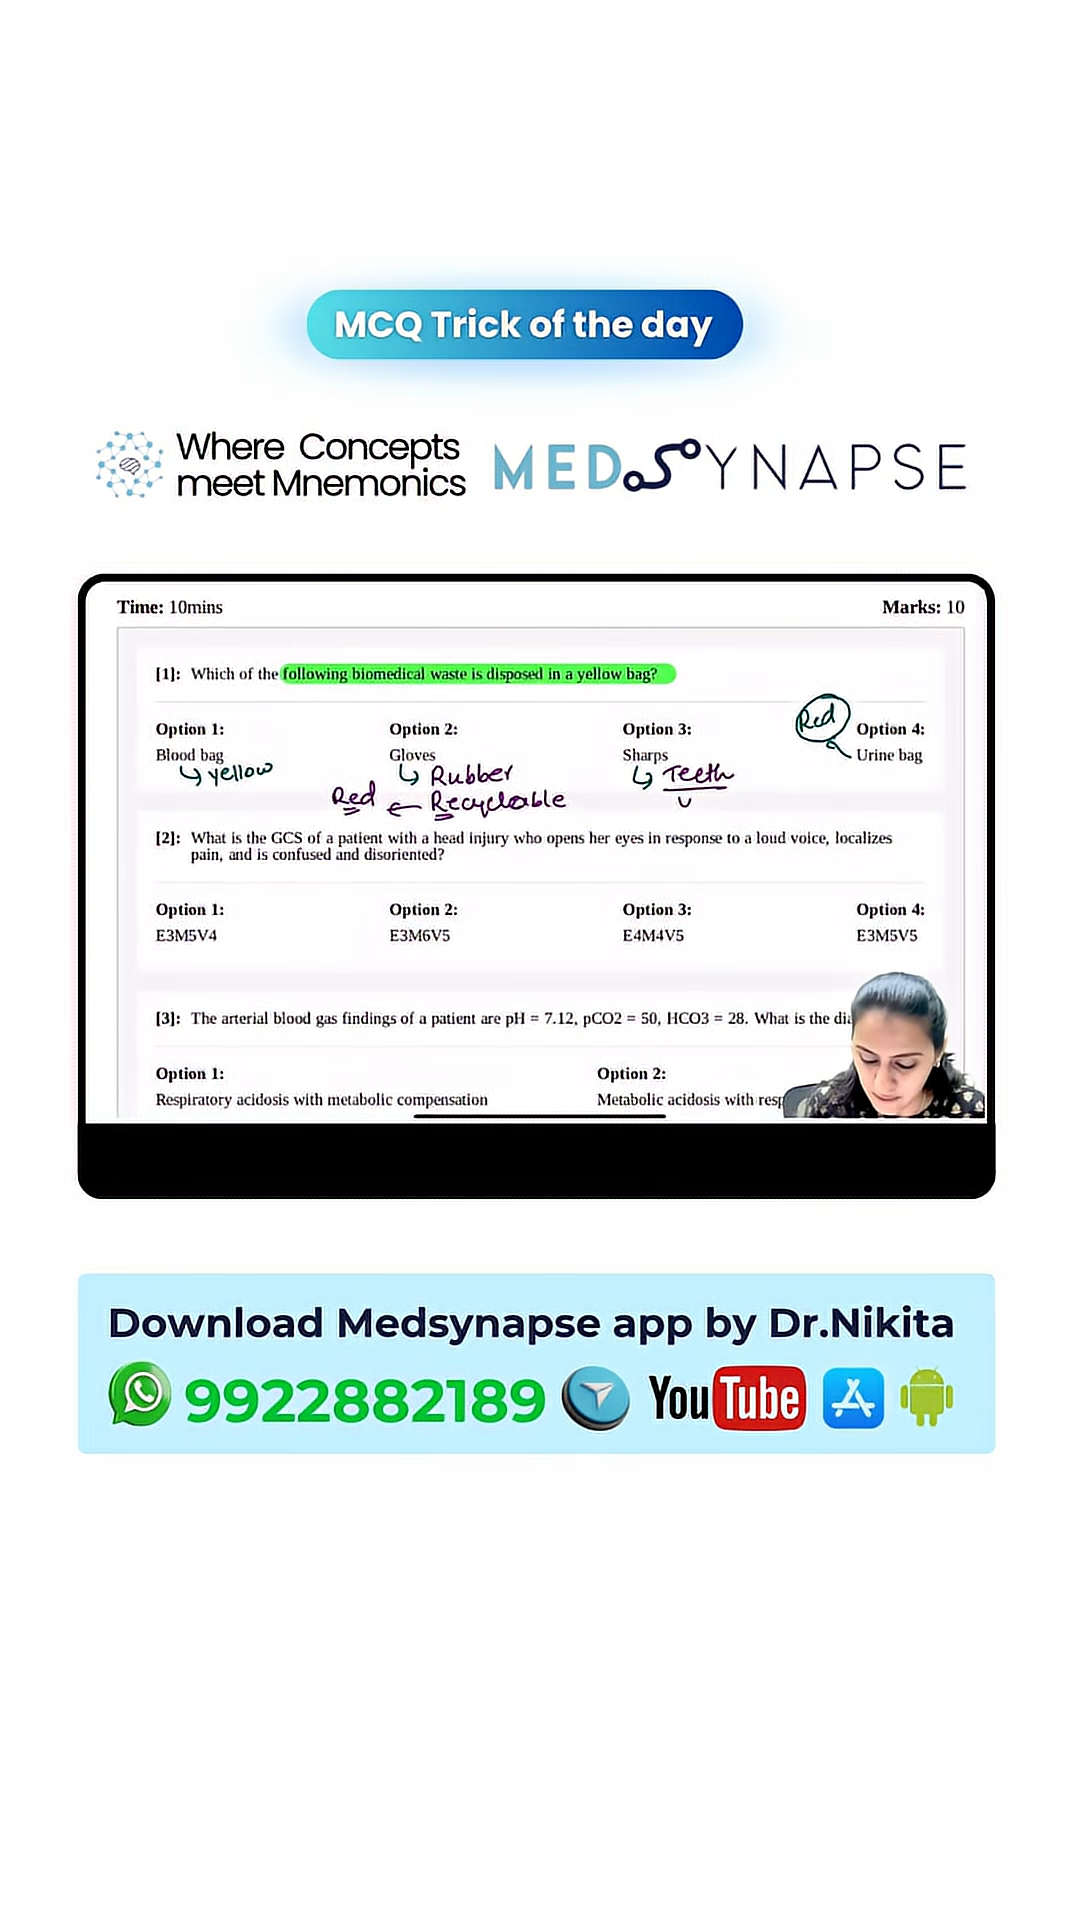 MCQ Trick of the day
Where Concepts
meet Mnemonics
MEDSYNAPSE
Time: 10mins
Marks: 10
[1]: Which of the following biomedical waste is disposed in a yellow bag?
Option 1:
Blood bag
yellow
Option 2:
Gloves
Rubber
Red ← Recyclable
Option 3:
Sharps
Teeth
Red
Option 4:
Urine bag
[2]: What is the GCS of a patient with a head injury who opens her eyes in response to a loud voice, localizes
pain, and is confused and disoriented?
Option 1:
E3M5V4
Option 2:
E3M6V5
Option 3:
E4M4V5
Option 4:
E3M5V5
[3]: The arterial blood gas findings of a patient are pH = 7.12, pCO2 = 50, HCO3 = 28. What is the
Option 1:
Respiratory acidosis with metabolic compensation
Option 2:
Metabolic acidosis with
Download Medsynapse app by Dr.Nikita
9922882189
YouTube